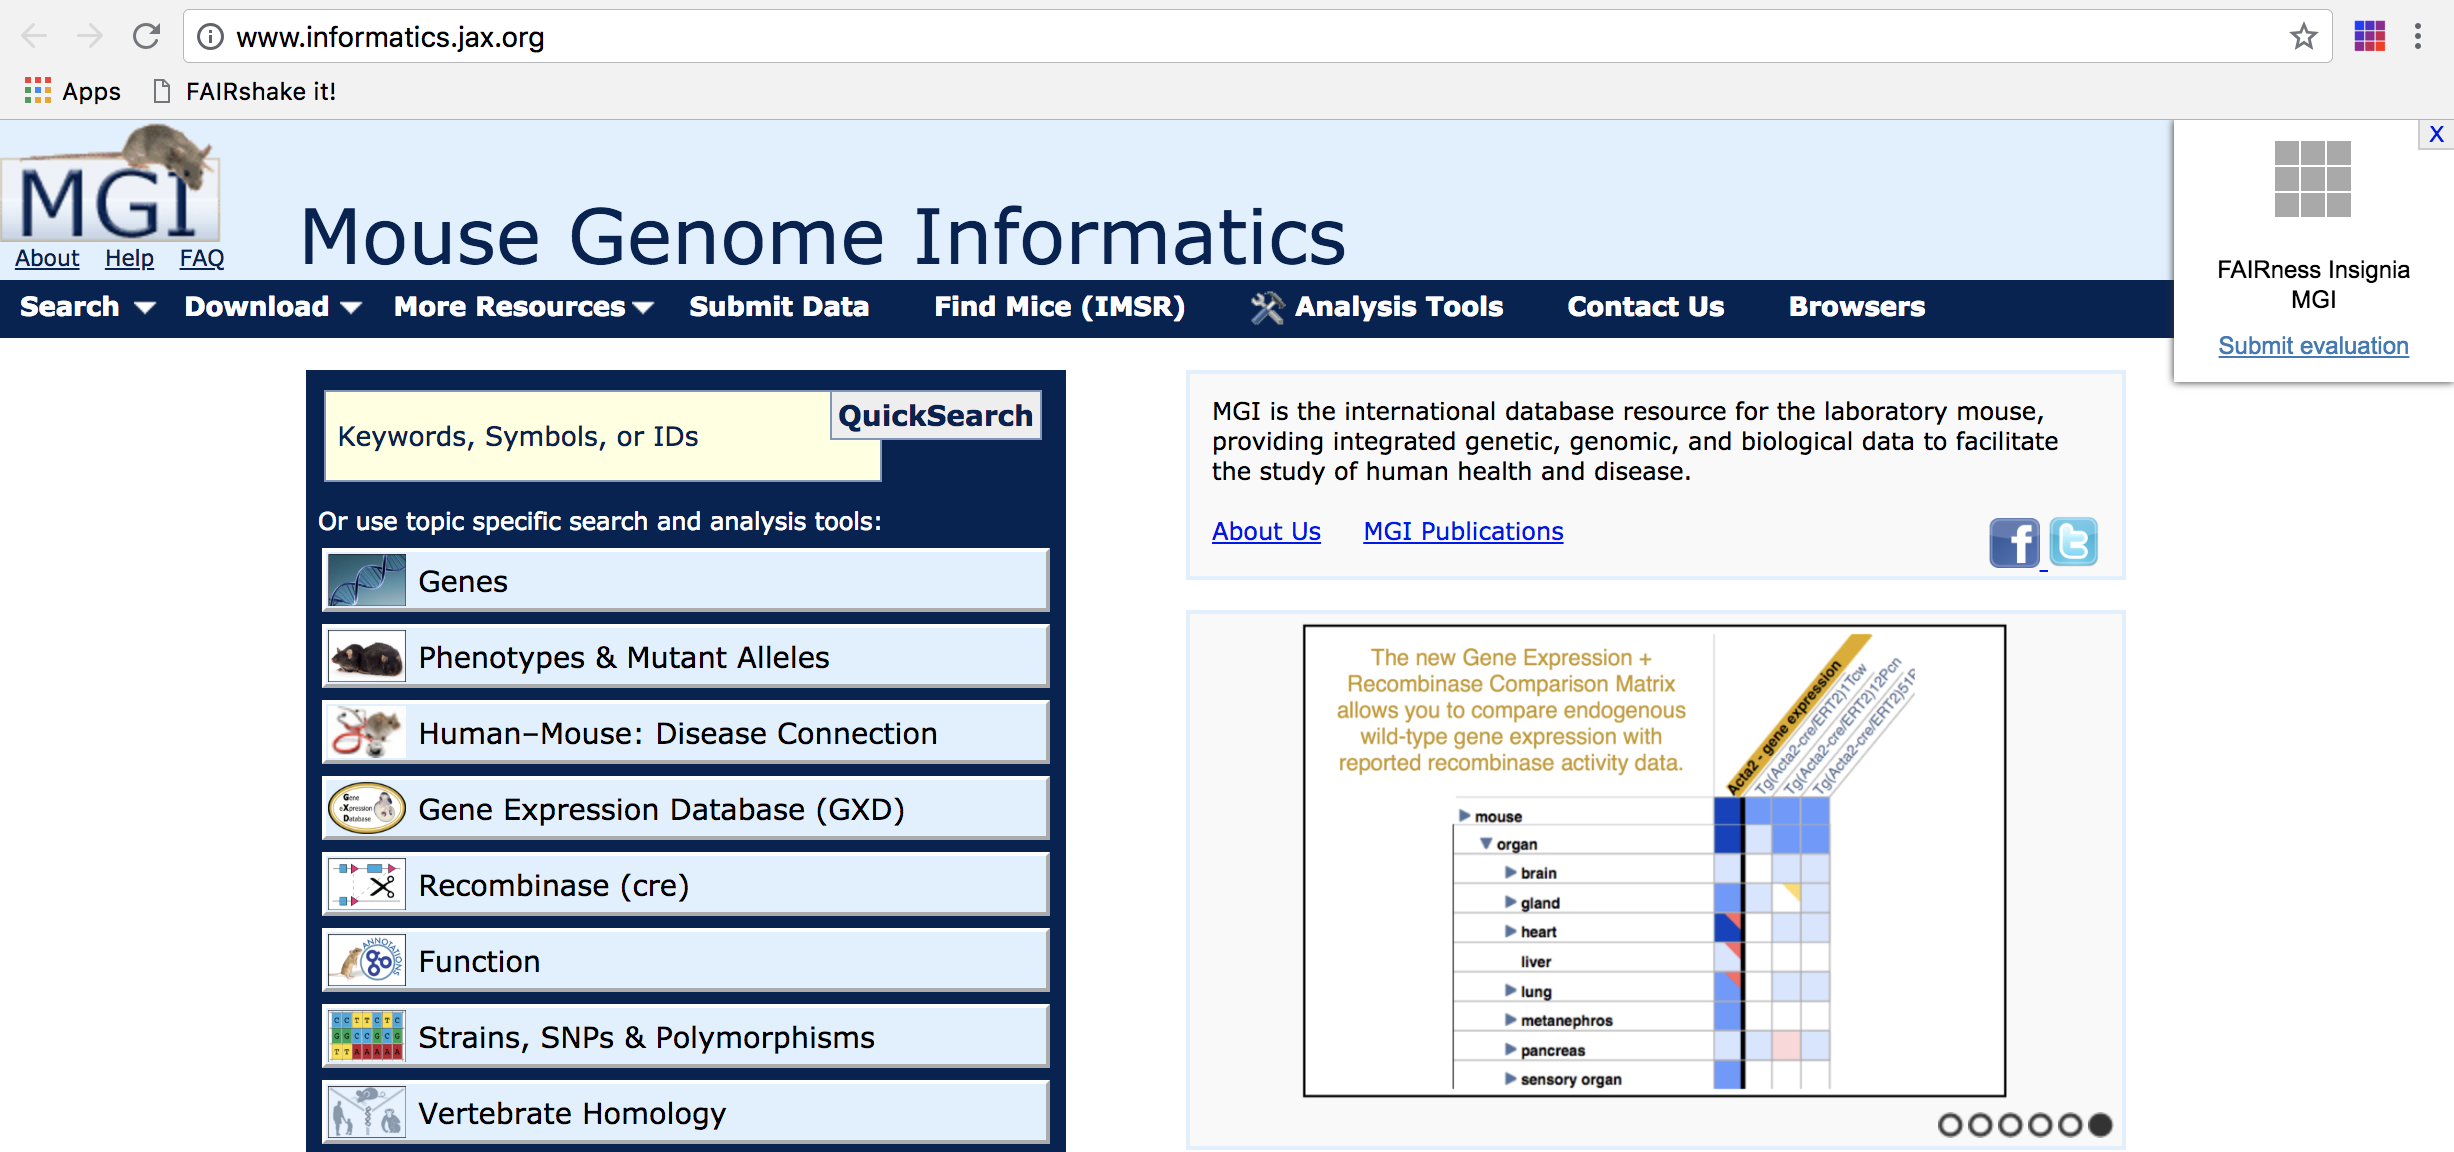 www.informatics.jax.org
Apps FAIRshake it!
X
MGI
About Help FAQ
Mouse Genome Informatics
FAIRness Insignia
MGI
Submit evaluation
Search Download More Resources Submit Data Find Mice (IMSR) Analysis Tools Contact Us Browsers
Keywords, Symbols, or IDs
QuickSearch
Or use topic specific search and analysis tools:
Genes
Phenotypes & Mutant Alleles
Human–Mouse: Disease Connection
Gene
eXpression
Database
Gene Expression Database (GXD)
Recombinase (cre)
ANNOTATIONS
Function
C C T T C T C
G G C C G C G
T T A A A A A
Strains, SNPs & Polymorphisms
Vertebrate Homology
MGI is the international database resource for the laboratory mouse,
providing integrated genetic, genomic, and biological data to facilitate
the study of human health and disease.
About Us MGI Publications
The new Gene Expression +
Recombinase Comparison Matrix
allows you to compare endogenous
wild-type gene expression with
reported recombinase activity data.
Acta2 - gene expression
Tg(Acta2-cre/ERT2)1Tcw
Tg(Acta2-cre/ERT2)12Pcn
Tg(Acta2-cre/ERT2)51P
mouse
organ
brain
gland
heart
liver
lung
metanephros
pancreas
sensory organ